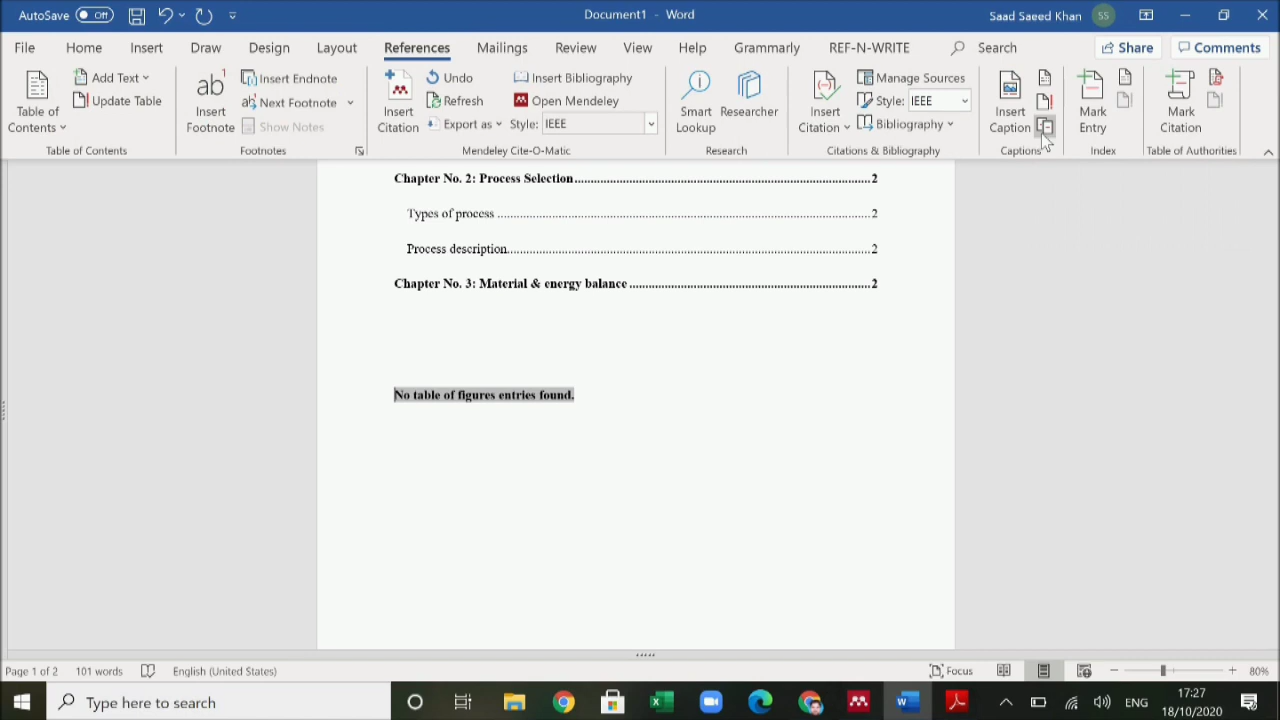 AutoSave Off
Document1 - Word
Saad Saeed Khan SS
File Home Insert Draw Design Layout References Mailings Review View Help Grammarly REF-N-WRITE Search Share Comments
Table of Contents
Add Text
Update Table
Table of Contents
ab1
Insert Footnote
Insert Endnote
Next Footnote
Show Notes
Footnotes
Insert Citation
Undo
Refresh
Export as
Insert Bibliography
Open Mendeley
Style: IEEE
Mendeley Cite-O-Matic
Smart Lookup
Researcher
Research
Insert Citation
Manage Sources
Style: IEEE
Bibliography
Citations & Bibliography
Insert Caption
Captions
Mark Entry
Index
Mark Citation
Table of Authorities
Chapter No. 2: Process Selection 2
Types of process 2
Process description 2
Chapter No. 3: Material & energy balance 2
No table of figures entries found.
Page 1 of 2 101 words English (United States) Focus 80%
Type here to search
ENG
17:27
18/10/2020